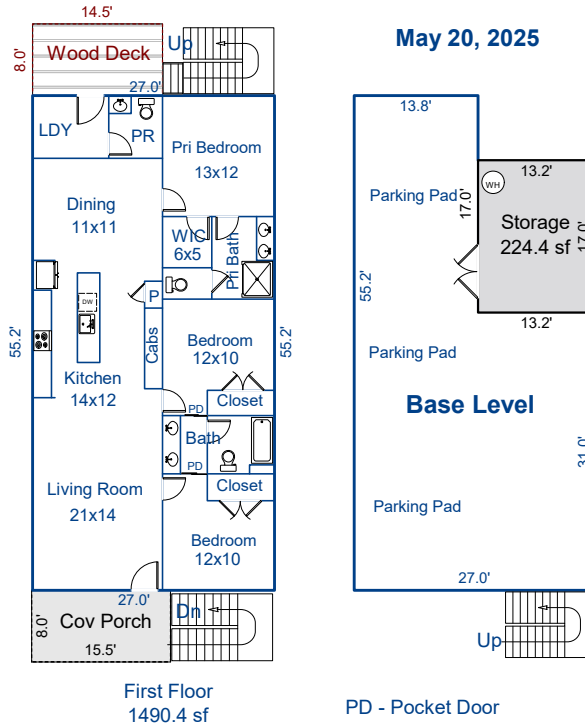 14.5'
8.0'
Wood Deck
Up
May 20, 2025
27.0'
13.8'
LDY
PR
Pri Bedroom
13x12
13.2'
WH
Parking Pad
17.0'
Storage
224.4 sf
17.0'
Dining
11x11
WIC
6x5
Pri Bath
DW
P
55.2'
55.2'
55.2'
13.2'
Cabs
Bedroom
12x10
Parking Pad
Kitchen
14x12
Closet
PD
Base Level
Bath
PD
31.0'
Closet
Living Room
21x14
Parking Pad
Bedroom
12x10
27.0'
27.0'
8.0'
Cov Porch
Dn
15.5'
Up
First Floor
1490.4 sf
PD - Pocket Door